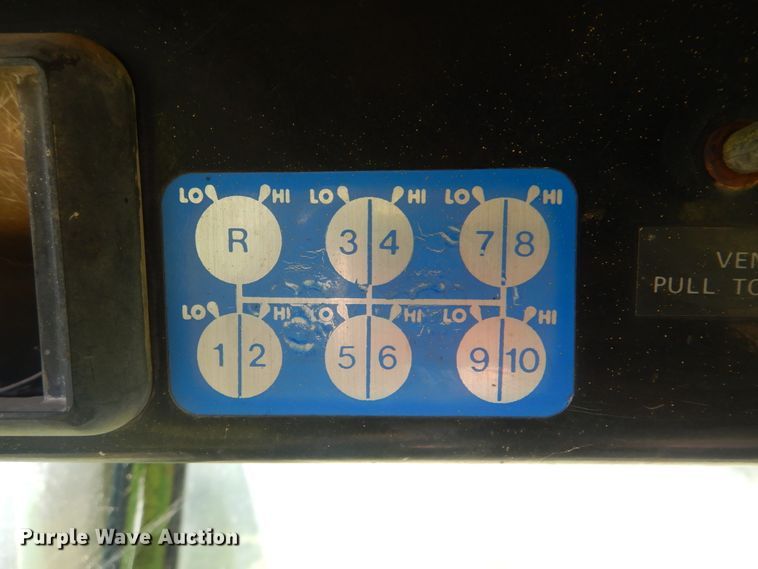 LO HI LO HI LO HI
R 3 4 7 8
VEN
PULL TO
LO HI LO HI LO HI
1 2 5 6 9 10
Purple Wave Auction